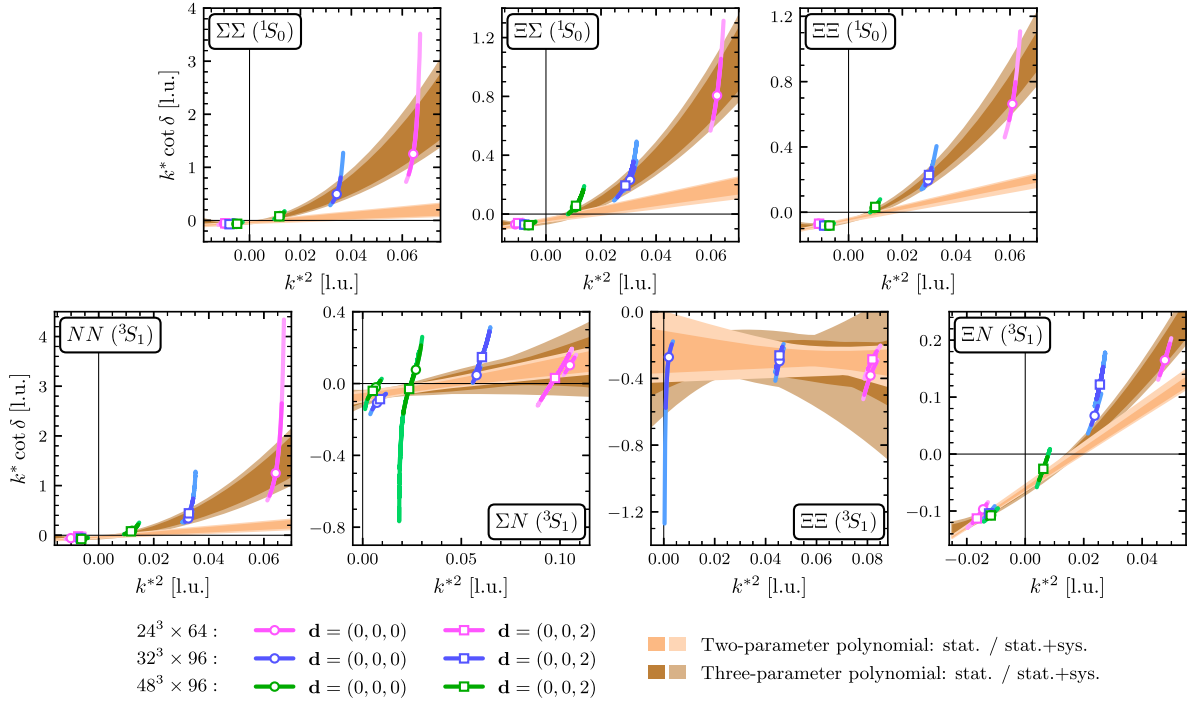 ΣΣ (¹S₀)
ΞΣ (¹S₀)
ΞΞ (¹S₀)
k* cot δ [l.u.]
4
3
2
1
0
1.2
0.8
0.4
0.0
1.2
0.8
0.4
0.0
0.00 0.02 0.04 0.06
0.00 0.02 0.04 0.06
0.00 0.02 0.04 0.06
k*² [l.u.]
k*² [l.u.]
k*² [l.u.]
NN (³S₁)
ΣN (³S₁)
ΞΞ (³S₁)
ΞN (³S₁)
k* cot δ [l.u.]
4
3
2
1
0
0.4
0.0
−0.4
−0.8
0.0
−0.4
−0.8
−1.2
0.2
0.1
0.0
−0.1
0.00 0.02 0.04 0.06
0.00 0.05 0.10
0.00 0.02 0.04 0.06 0.08
−0.02 0.00 0.02 0.04
k*² [l.u.]
k*² [l.u.]
k*² [l.u.]
k*² [l.u.]
24³ × 64 : d = (0, 0, 0) d = (0, 0, 2)
32³ × 96 : d = (0, 0, 0) d = (0, 0, 2)
48³ × 96 : d = (0, 0, 0) d = (0, 0, 2)
Two-parameter polynomial: stat. / stat.+sys.
Three-parameter polynomial: stat. / stat.+sys.